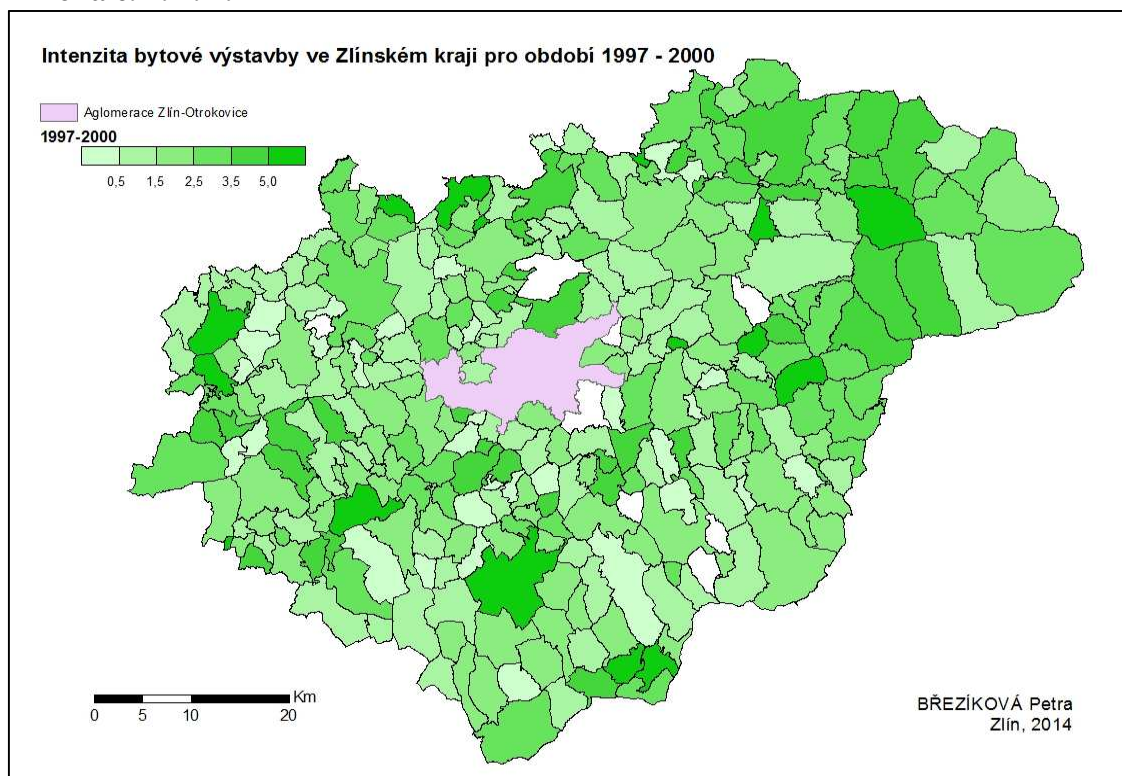 Intenzita bytové výstavby ve Zlínském kraji pro období 1997 - 2000
Aglomerace Zlín-Otrokovice
1997-2000
0,5 1,5 2,5 3,5 5,0
Km
0 5 10 20
BŘEZÍKOVÁ Petra
Zlín, 2014